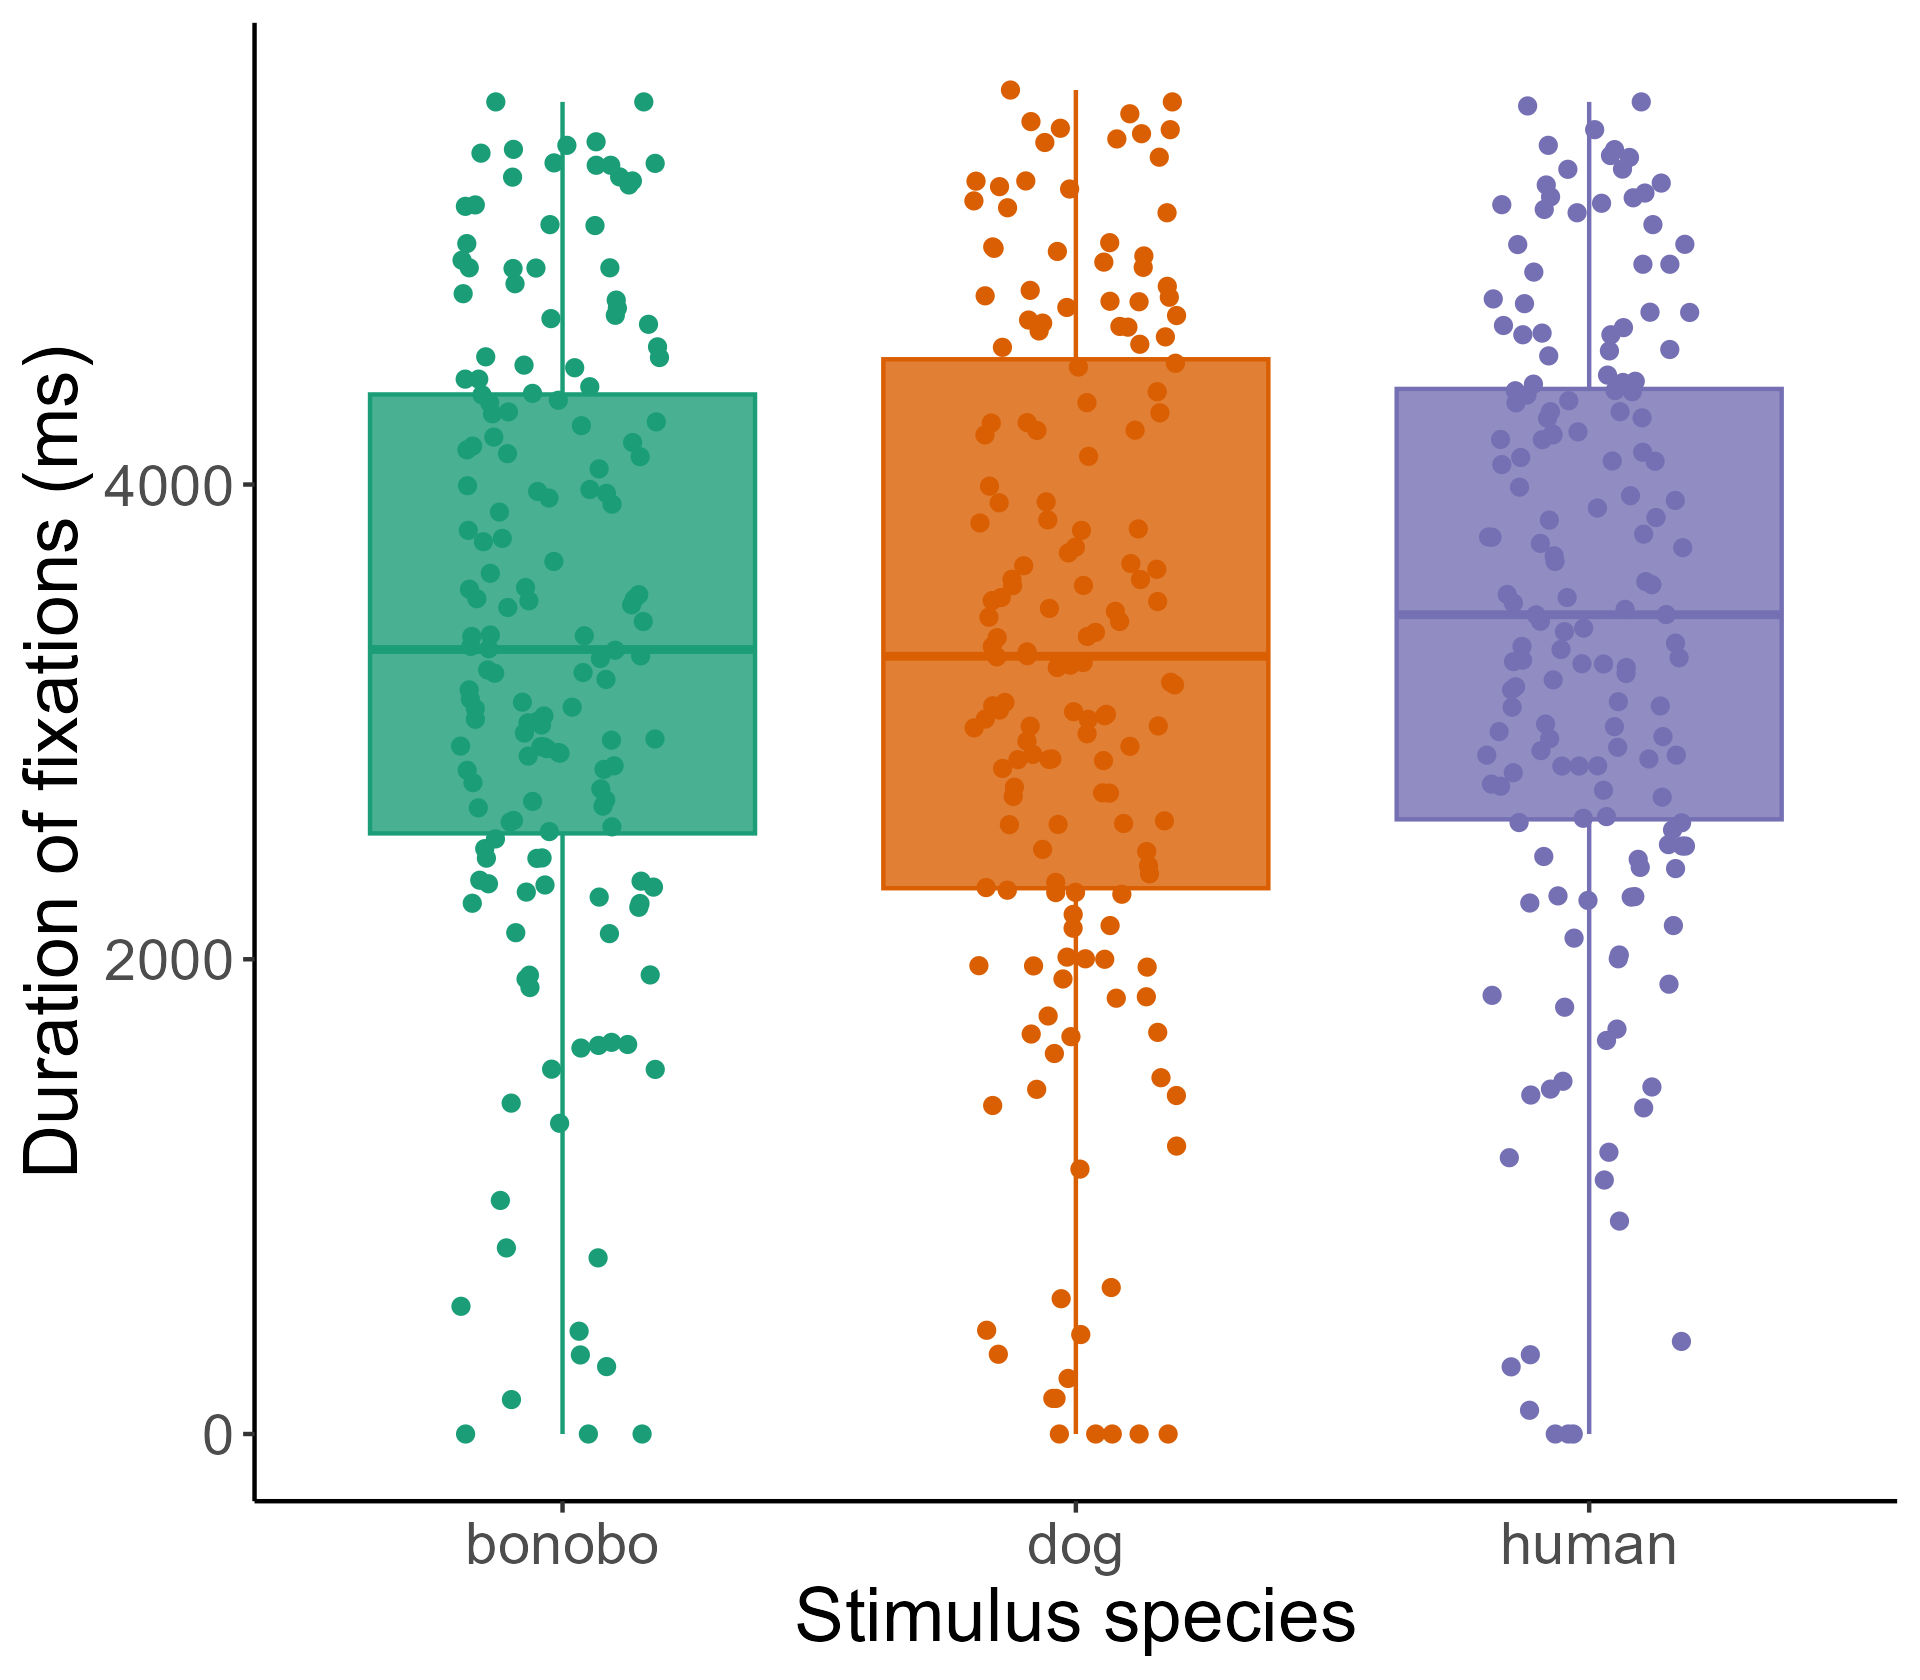 Duration of fixations (ms)
4000
2000
0
bonobo dog human
Stimulus species